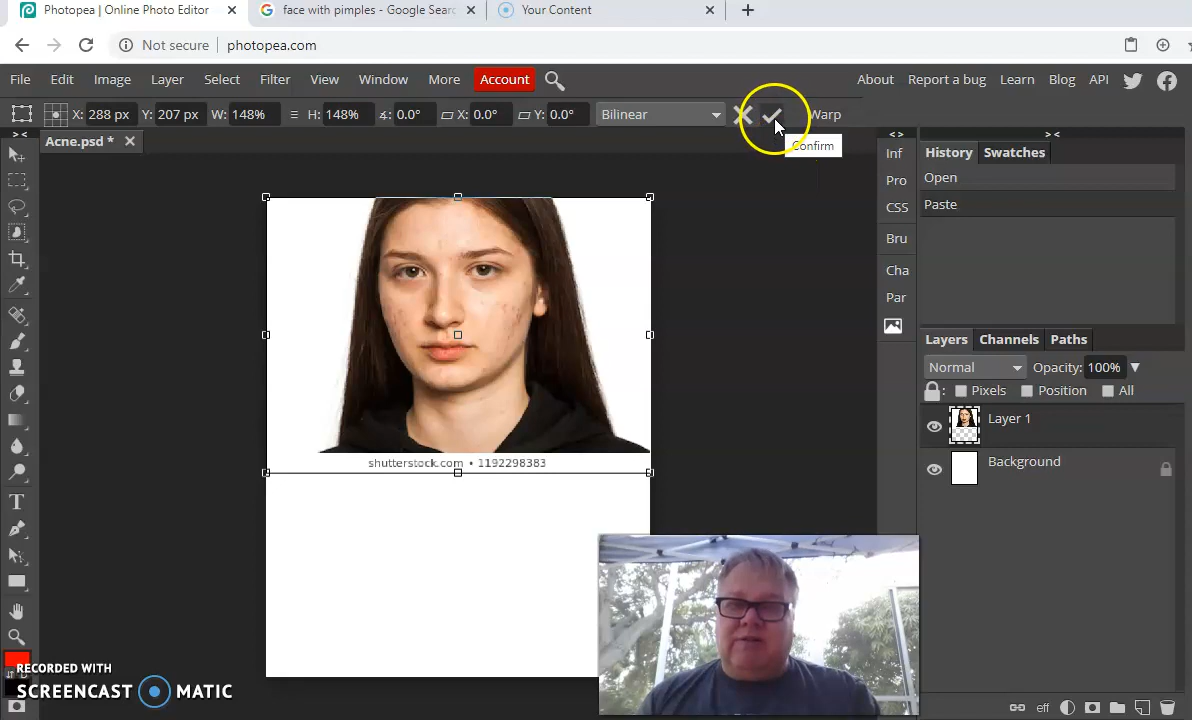 Photopea | Online Photo Editor
face with pimples - Google Searc
Your Content
Not secure | photopea.com
File Edit Image Layer Select Filter View Window More Account About Report a bug Learn Blog API
X: 288 px Y: 207 px W: 148% H: 148% ∡: 0.0° X: 0.0° Y: 0.0° Bilinear Warp
Confirm
Acne.psd *
> <
< >
> <
Inf
Pro
CSS
Bru
Cha
Par
History Swatches
Open
Paste
Layers Channels Paths
Normal Opacity: 100%
: Pixels Position All
Layer 1
Background
eff
shutterstock.com • 1192298383
RECORDED WITH
SCREENCAST MATIC